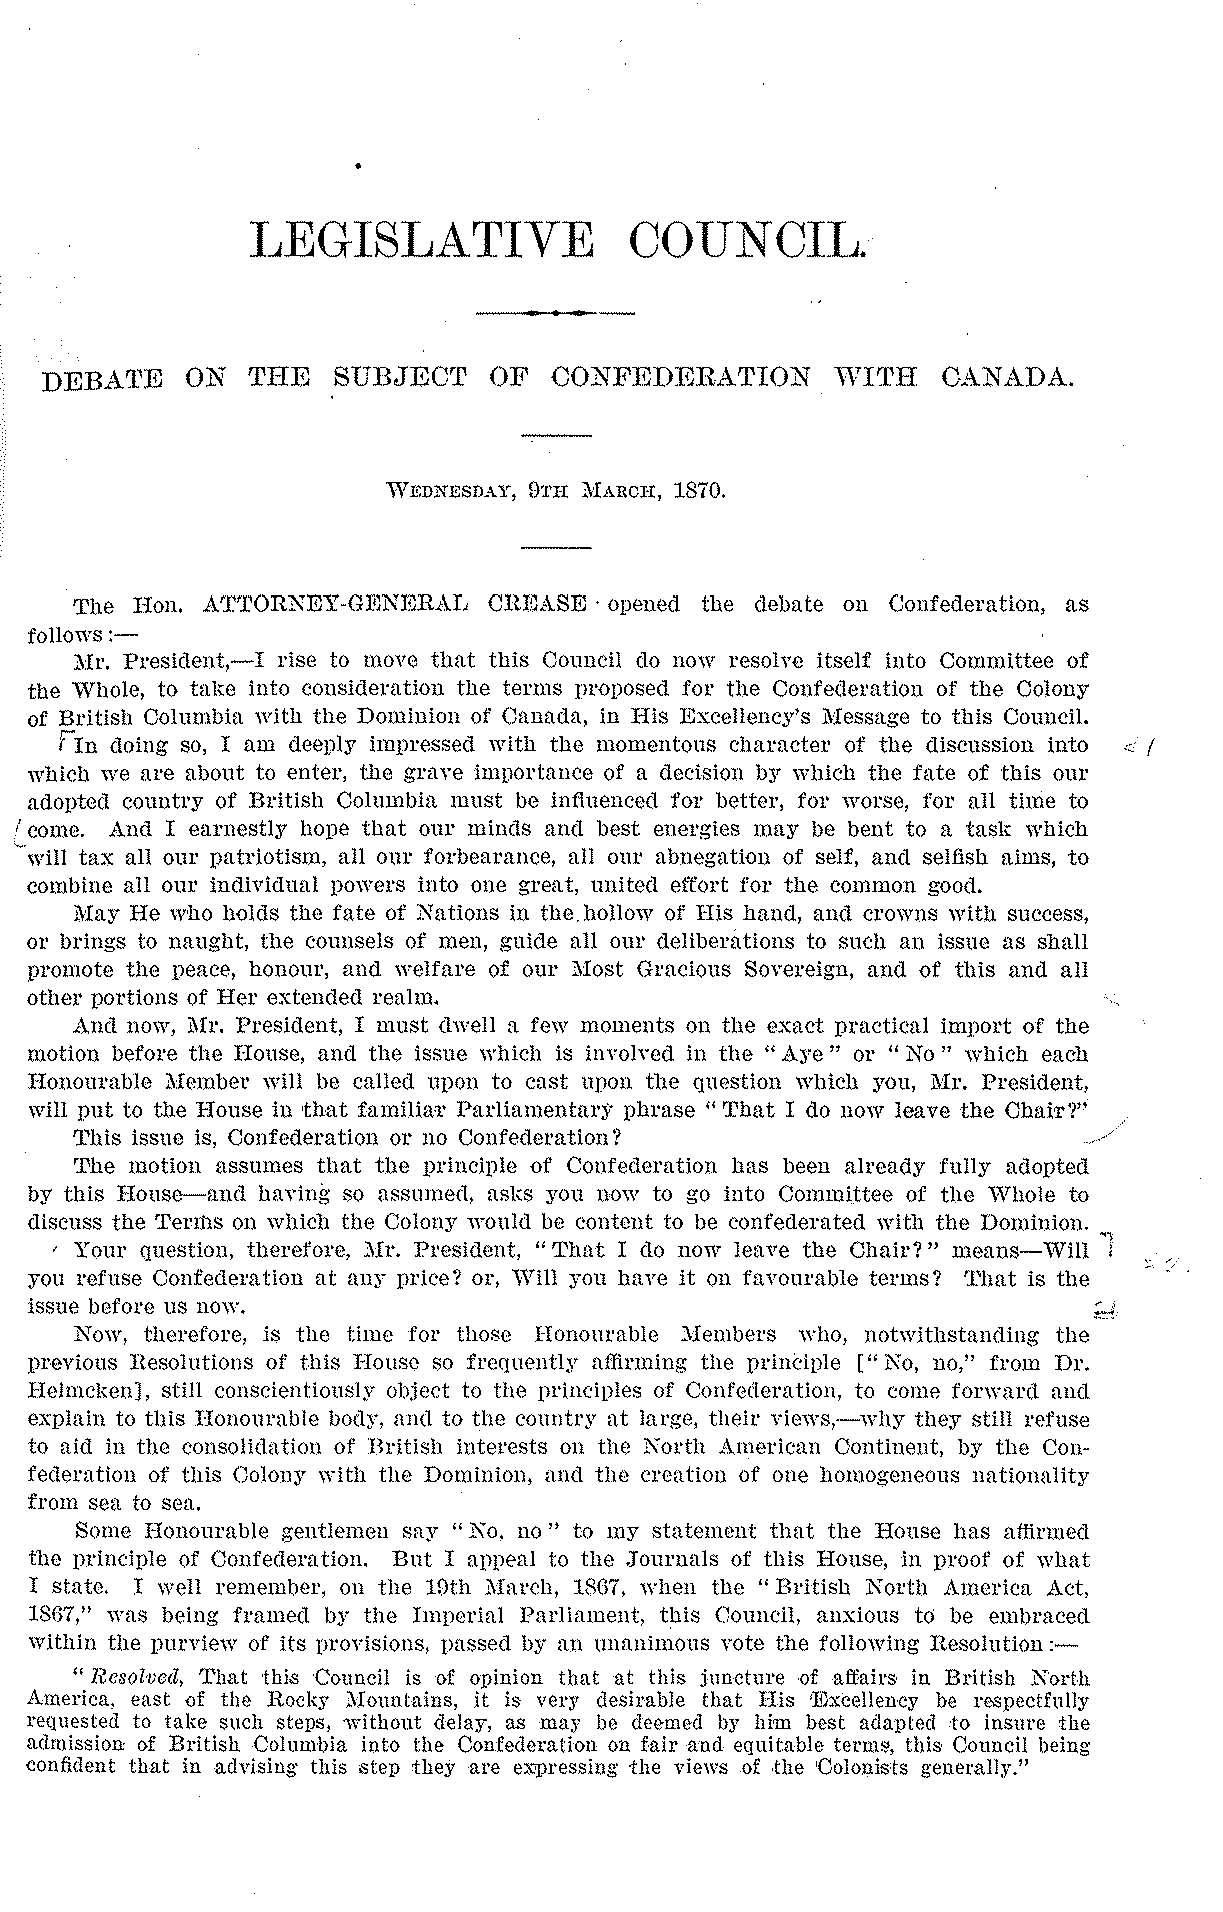 LEGISLATIVE COUNCIL.
DEBATE ON THE SUBJECT OF CONFEDERATION WITH CANADA.
WEDNESDAY, 9TH MARCH, 1870.
The Hon. ATTORNEY-GENERAL CREASE opened the debate on Confederation, as
follows:—
Mr. President,—I rise to move that this Council do now resolve itself into Committee of
the Whole, to take into consideration the terms proposed for the Confederation of the Colony
of British Columbia with the Dominion of Canada, in His Excellency's Message to this Council.
In doing so, I am deeply impressed with the momentous character of the discussion into
which we are about to enter, the grave importance of a decision by which the fate of this our
adopted country of British Columbia must be influenced for better, for worse, for all time to
come. And I earnestly hope that our minds and best energies may be bent to a task which
will tax all our patriotism, all our forbearance, all our abnegation of self, and selfish aims, to
combine all our individual powers into one great, united effort for the common good.
May He who holds the fate of Nations in the hollow of His hand, and crowns with success,
or brings to naught, the counsels of men, guide all our deliberations to such an issue as shall
promote the peace, honour, and welfare of our Most Gracious Sovereign, and of this and all
other portions of Her extended realm.
And now, Mr. President, I must dwell a few moments on the exact practical import of the
motion before the House, and the issue which is involved in the "Aye" or "No" which each
Honourable Member will be called upon to cast upon the question which you, Mr. President,
will put to the House in that familiar Parliamentary phrase "That I do now leave the Chair?"
This issue is, Confederation or no Confederation?
The motion assumes that the principle of Confederation has been already fully adopted
by this House—and having so assumed, asks you now to go into Committee of the Whole to
discuss the Terms on which the Colony would be content to be confederated with the Dominion.
Your question, therefore, Mr. President, "That I do now leave the Chair?" means—Will
you refuse Confederation at any price? or, Will you have it on favourable terms? That is the
issue before us now.
Now, therefore, is the time for those Honourable Members who, notwithstanding the
previous Resolutions of this House so frequently affirming the principle ["No, no," from Dr.
Helmcken], still conscientiously object to the principles of Confederation, to come forward and
explain to this Honourable body, and to the country at large, their views,—why they still refuse
to aid in the consolidation of British interests on the North American Continent, by the Con-
federation of this Colony with the Dominion, and the creation of one homogeneous nationality
from sea to sea.
Some Honourable gentlemen say "No, no" to my statement that the House has affirmed
the principle of Confederation. But I appeal to the Journals of this House, in proof of what
I state. I well remember, on the 19th March, 1867, when the "British North America Act,
1867," was being framed by the Imperial Parliament, this Council, anxious to be embraced
within the purview of its provisions, passed by an unanimous vote the following Resolution:—
"Resolved, That this Council is of opinion that at this juncture of affairs in British North
America, east of the Rocky Mountains, it is very desirable that His Excellency be respectfully
requested to take such steps, without delay, as may be deemed by him best adapted to insure the
admission of British Columbia into the Confederation on fair and equitable terms, this Council being
confident that in advising this step they are expressing the views of the Colonists generally."